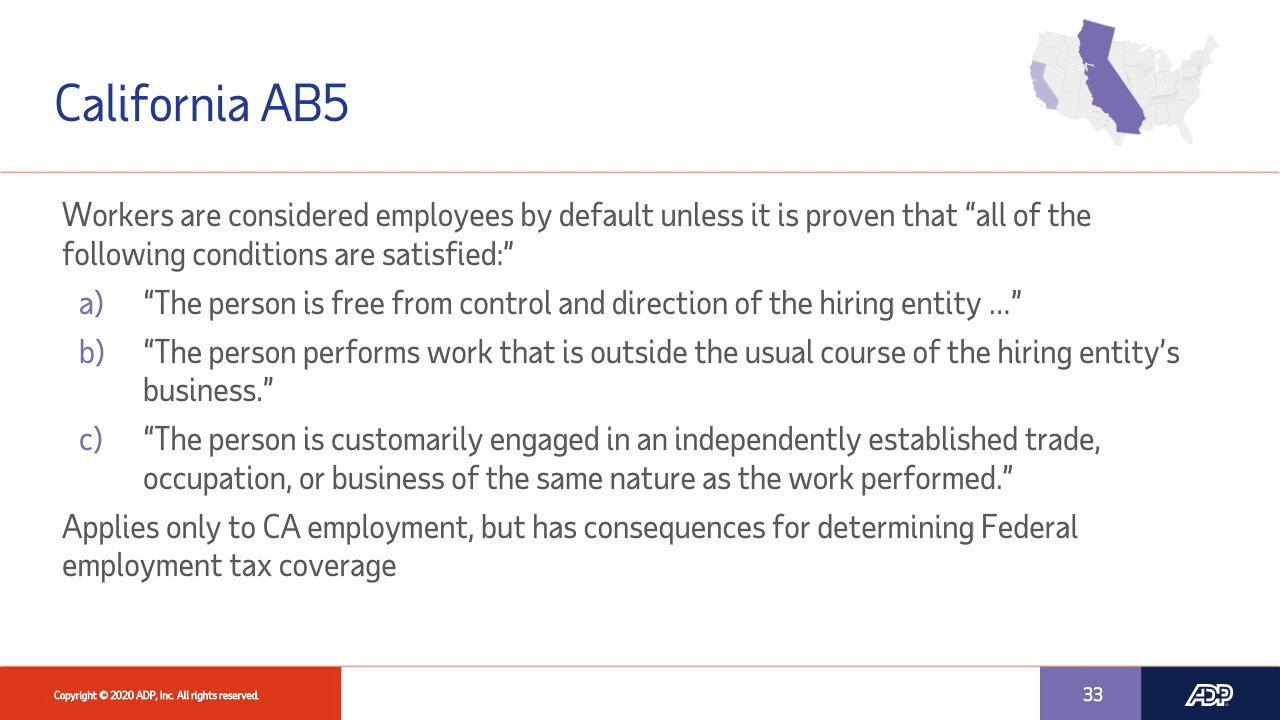 California AB5
Workers are considered employees by default unless it is proven that “all of the
following conditions are satisfied:”
a) “The person is free from control and direction of the hiring entity ...”
b) “The person performs work that is outside the usual course of the hiring entity’s
business.”
c) “The person is customarily engaged in an independently established trade,
occupation, or business of the same nature as the work performed.”
Applies only to CA employment, but has consequences for determining Federal
employment tax coverage
Copyright © 2020 ADP, Inc. All rights reserved.
33
ADP